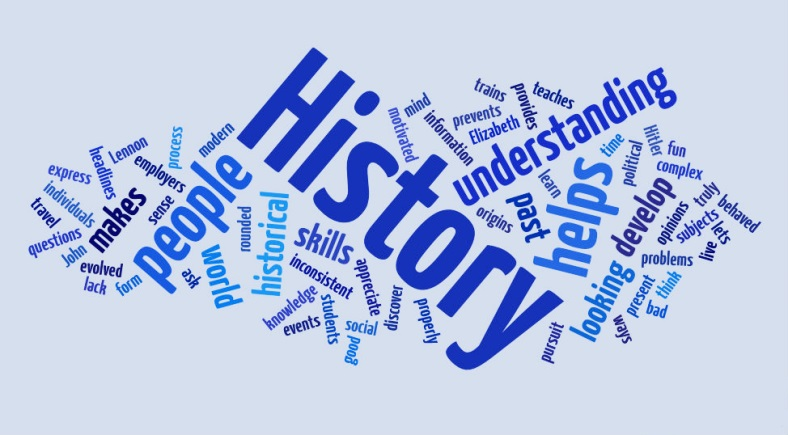 History
understanding
people
helps
makes
historical
develop
looking
world
skills
past
modern
process
Lennon
headlines
employers
express
individuals
sense
travel
questions
John
evolved
lack
form
ask
rounded
inconsistent
appreciate
knowledge
students
events
social
good
discover
properly
motivated
mind
information
trains
prevents
Elizabeth
provides
teaches
learn
origins
time
political
Hitler
fun
complex
opinions
truly
behaved
subjects
lets
live
problems
think
present
bad
ways
pursuit